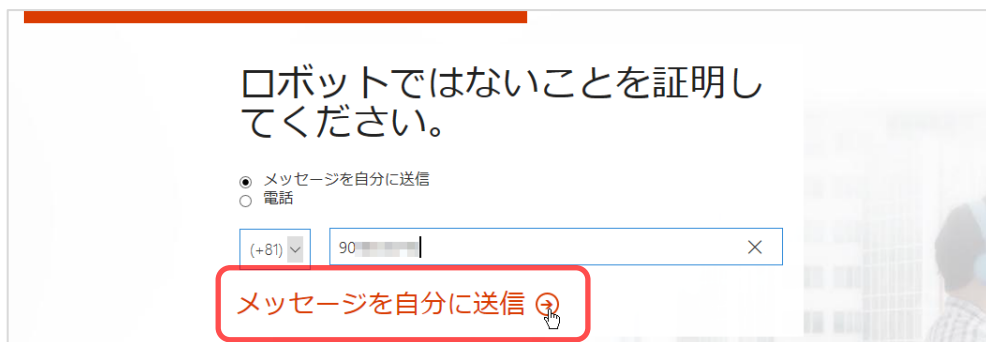 ロボットではないことを証明し
てください。
メッセージを自分に送信
電話
(+81) 90
メッセージを自分に送信